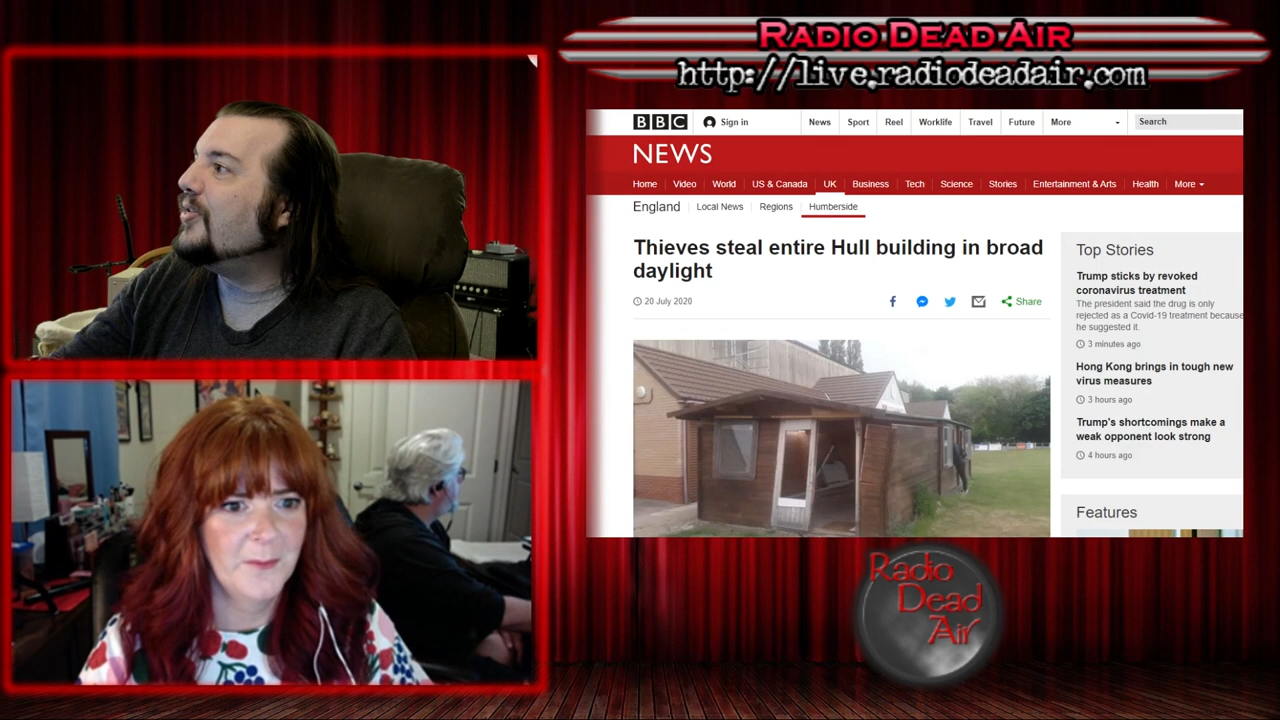 RADIO DEAD AIR
http://live.radiodeadair.com
BBC Sign in News Sport Reel Worklife Travel Future More Search
NEWS
Home Video World US & Canada UK Business Tech Science Stories Entertainment & Arts Health More
England Local News Regions Humberside
Thieves steal entire Hull building in broad
daylight
20 July 2020
Share
Top Stories
Trump sticks by revoked
coronavirus treatment
The president said the drug is only
rejected as a Covid-19 treatment because
he suggested it.
3 minutes ago
Hong Kong brings in tough new
virus measures
3 hours ago
Trump's shortcomings make a
weak opponent look strong
4 hours ago
Features
Radio
Dead
Air